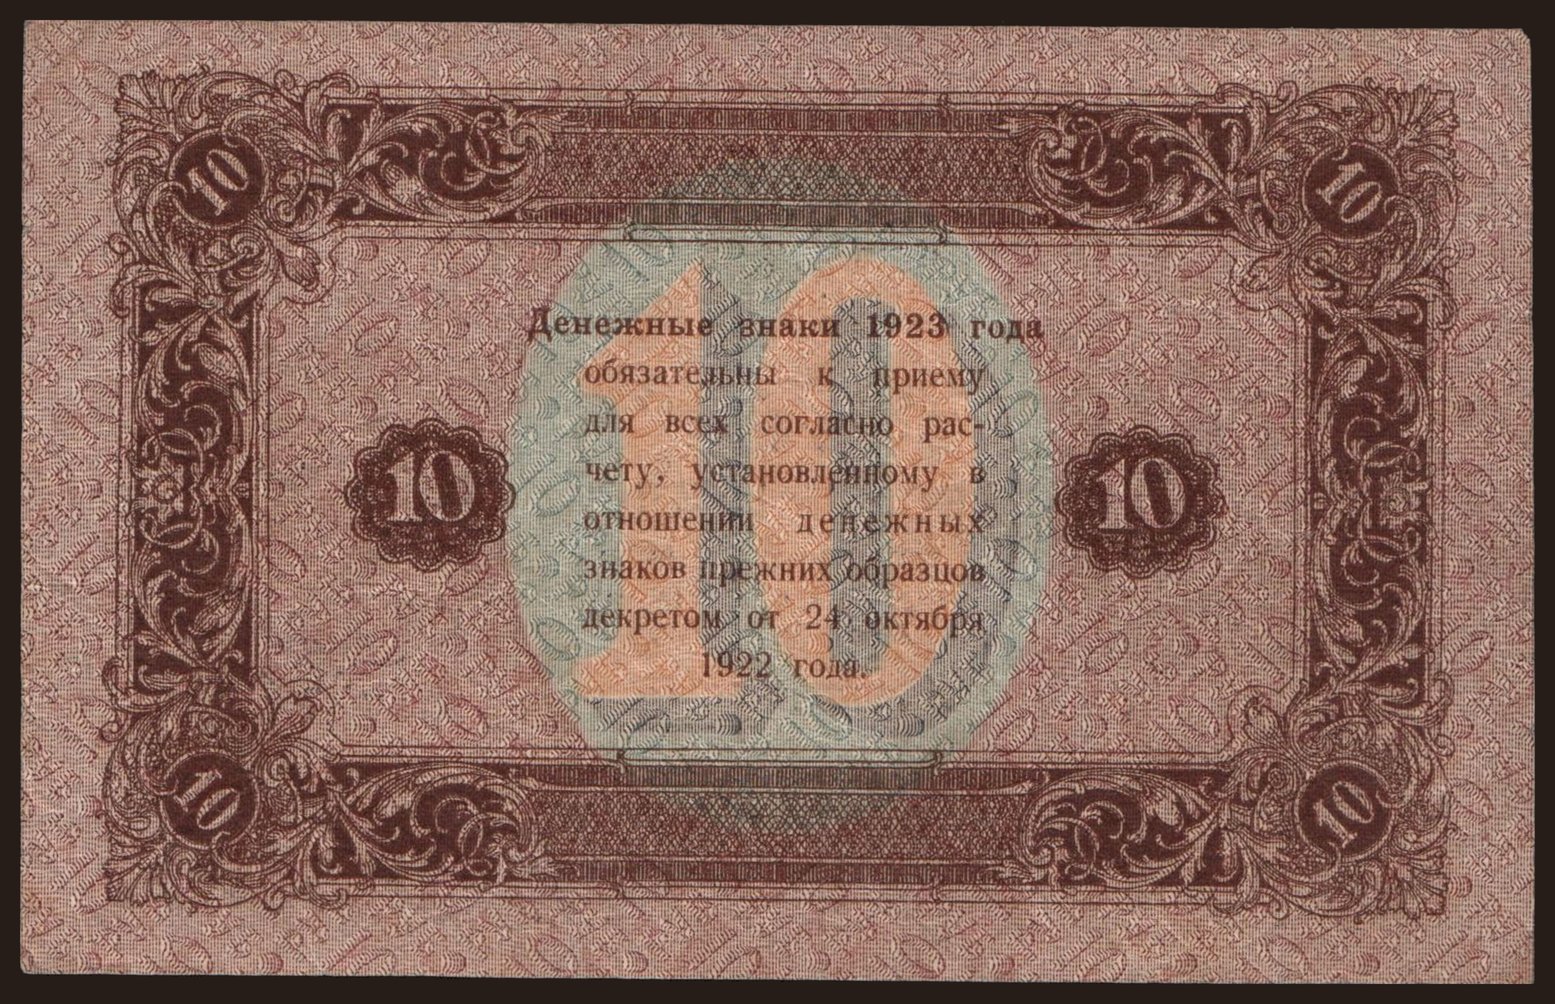 10 10
Денежные знаки 1923 года
обязательны к приему
для всех согласно рас-
чету, установленному в
10 10 10
отношении денежных
знаков прежних образцов
декретом от 24 октября
1922 года.
10 10